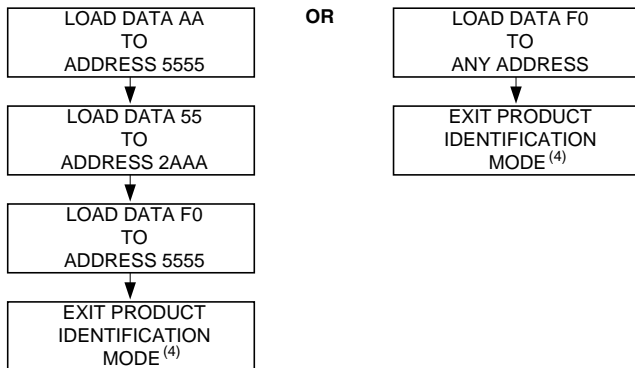 LOAD DATA AA
TO
ADDRESS 5555
LOAD DATA 55
TO
ADDRESS 2AAA
LOAD DATA F0
TO
ADDRESS 5555
EXIT PRODUCT
IDENTIFICATION
MODE(4)
OR
LOAD DATA F0
TO
ANY ADDRESS
EXIT PRODUCT
IDENTIFICATION
MODE(4)